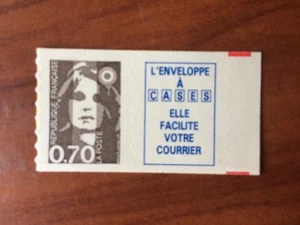 RÉPUBLIQUE FRANÇAISE
0,70
LA POSTE
L'ENVELOPPE
À
CASES
ELLE
FACILITE
VOTRE
COURRIER